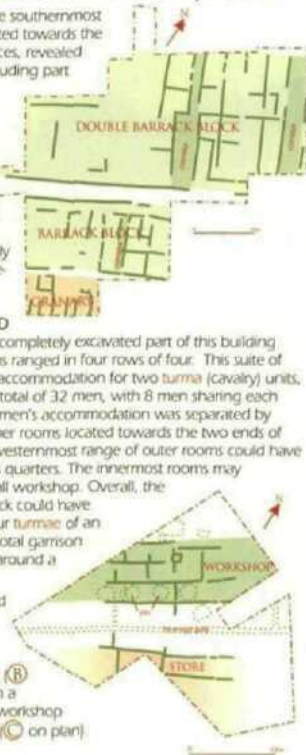 e southernmost
ted towards the
ces, revealed
uding part
N
DOUBLE BARRACK BLOCK
BARRACK BLOCK
ly
GRANARY
D
completely excavated part of this building
s ranged in four rows of four. This suite of
accommodation for two turma (cavalry) units,
total of 32 men, with 8 men sharing each
men's accommodation was separated by
er rooms located towards the two ends of
westernmost range of outer rooms could have
s quarters. The innermost rooms may
all workshop. Overall, the
ck could have
ur turmae of an
otal garrison
around a
N
WORKSHOP
d
STORE
B
n a
workshop
(C on plan)